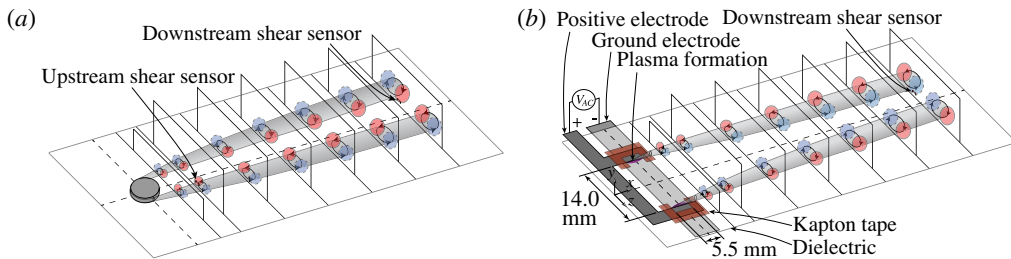 (a)
Downstream shear sensor
Upstream shear sensor
(b)
Positive electrode
Ground electrode
Plasma formation
Downstream shear sensor
V_AC
+ -
14.0
mm
5.5 mm
Kapton tape
Dielectric